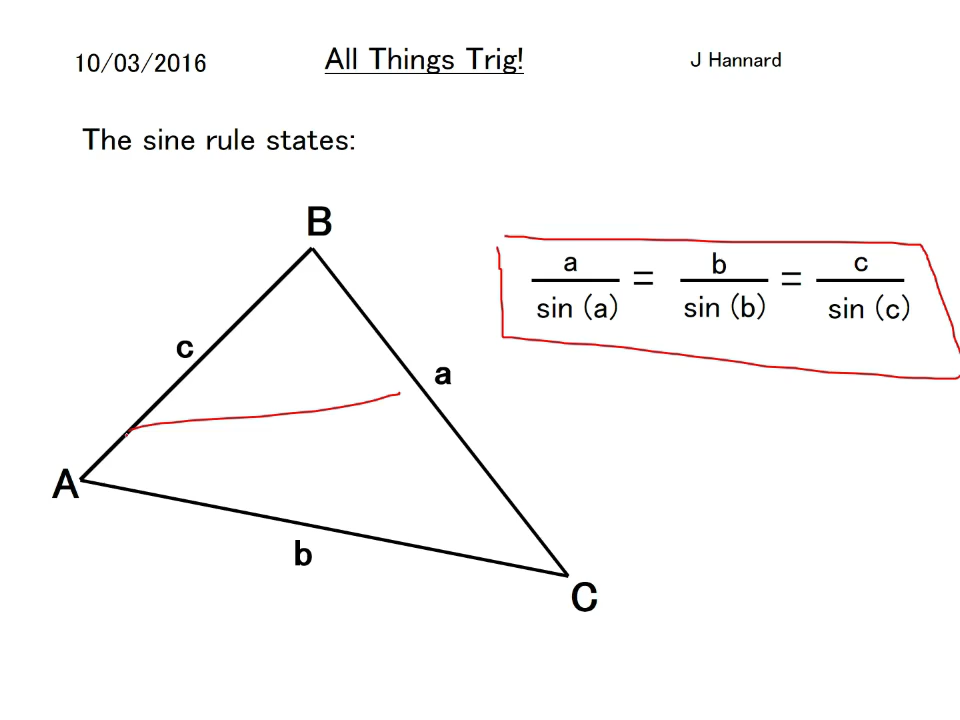 10/03/2016 All Things Trig! J Hannard
The sine rule states:
B
a = b = c
sin (a) sin (b) sin (c)
c
a
A
b
C